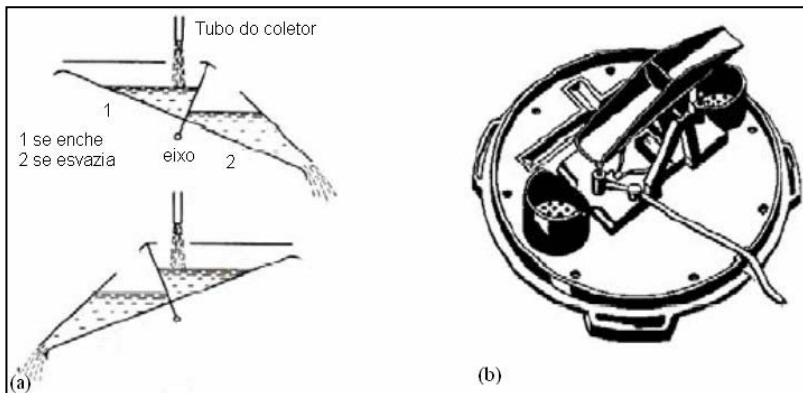 Tubo do coletor
1
1 se enche
2 se esvazia
eixo
2
(a)
(b)